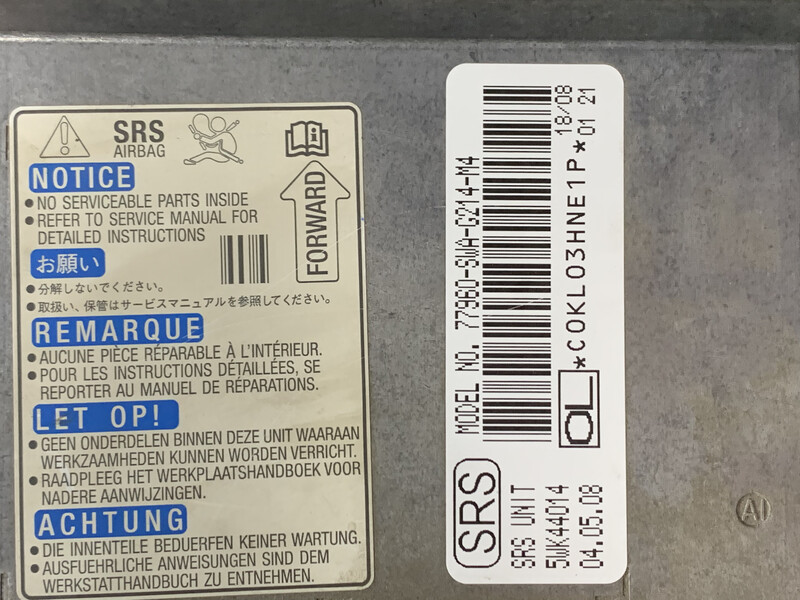 SRS
AIRBAG
NOTICE
● NO SERVICEABLE PARTS INSIDE
● REFER TO SERVICE MANUAL FOR
DETAILED INSTRUCTIONS
FORWARD
お願い
●分解しないでください。
● 取扱い、保管はサービスマニュアルを参照してください。
REMARQUE
● AUCUNE PIÈCE RÉPARABLE À L'INTÉRIEUR.
● POUR LES INSTRUCTIONS DÉTAILLÉES, SE
REPORTER AU MANUEL DE RÉPARATIONS.
LET OP!
● GEEN ONDERDELEN BINNEN DEZE UNIT WAARAAN
WERKZAAMHEDEN KUNNEN WORDEN VERRICHT.
● RAADPLEEG HET WERKPLAATSHANDBOEK VOOR
NADERE AANWIJZINGEN.
ACHTUNG
● DIE INNENTEILE BEDUERFEN KEINER WARTUNG.
● AUSFUEHRLICHE ANWEISUNGEN SIND DEM
WERKSTATTHANDBUCH ZU ENTNEHMEN.
MODEL NO. 77960-SWA-G214-M4
18/08
*COKL03HNE1P* 01 21
OL
SRS
SRS UNIT
5WK44014
04.05.08
AI